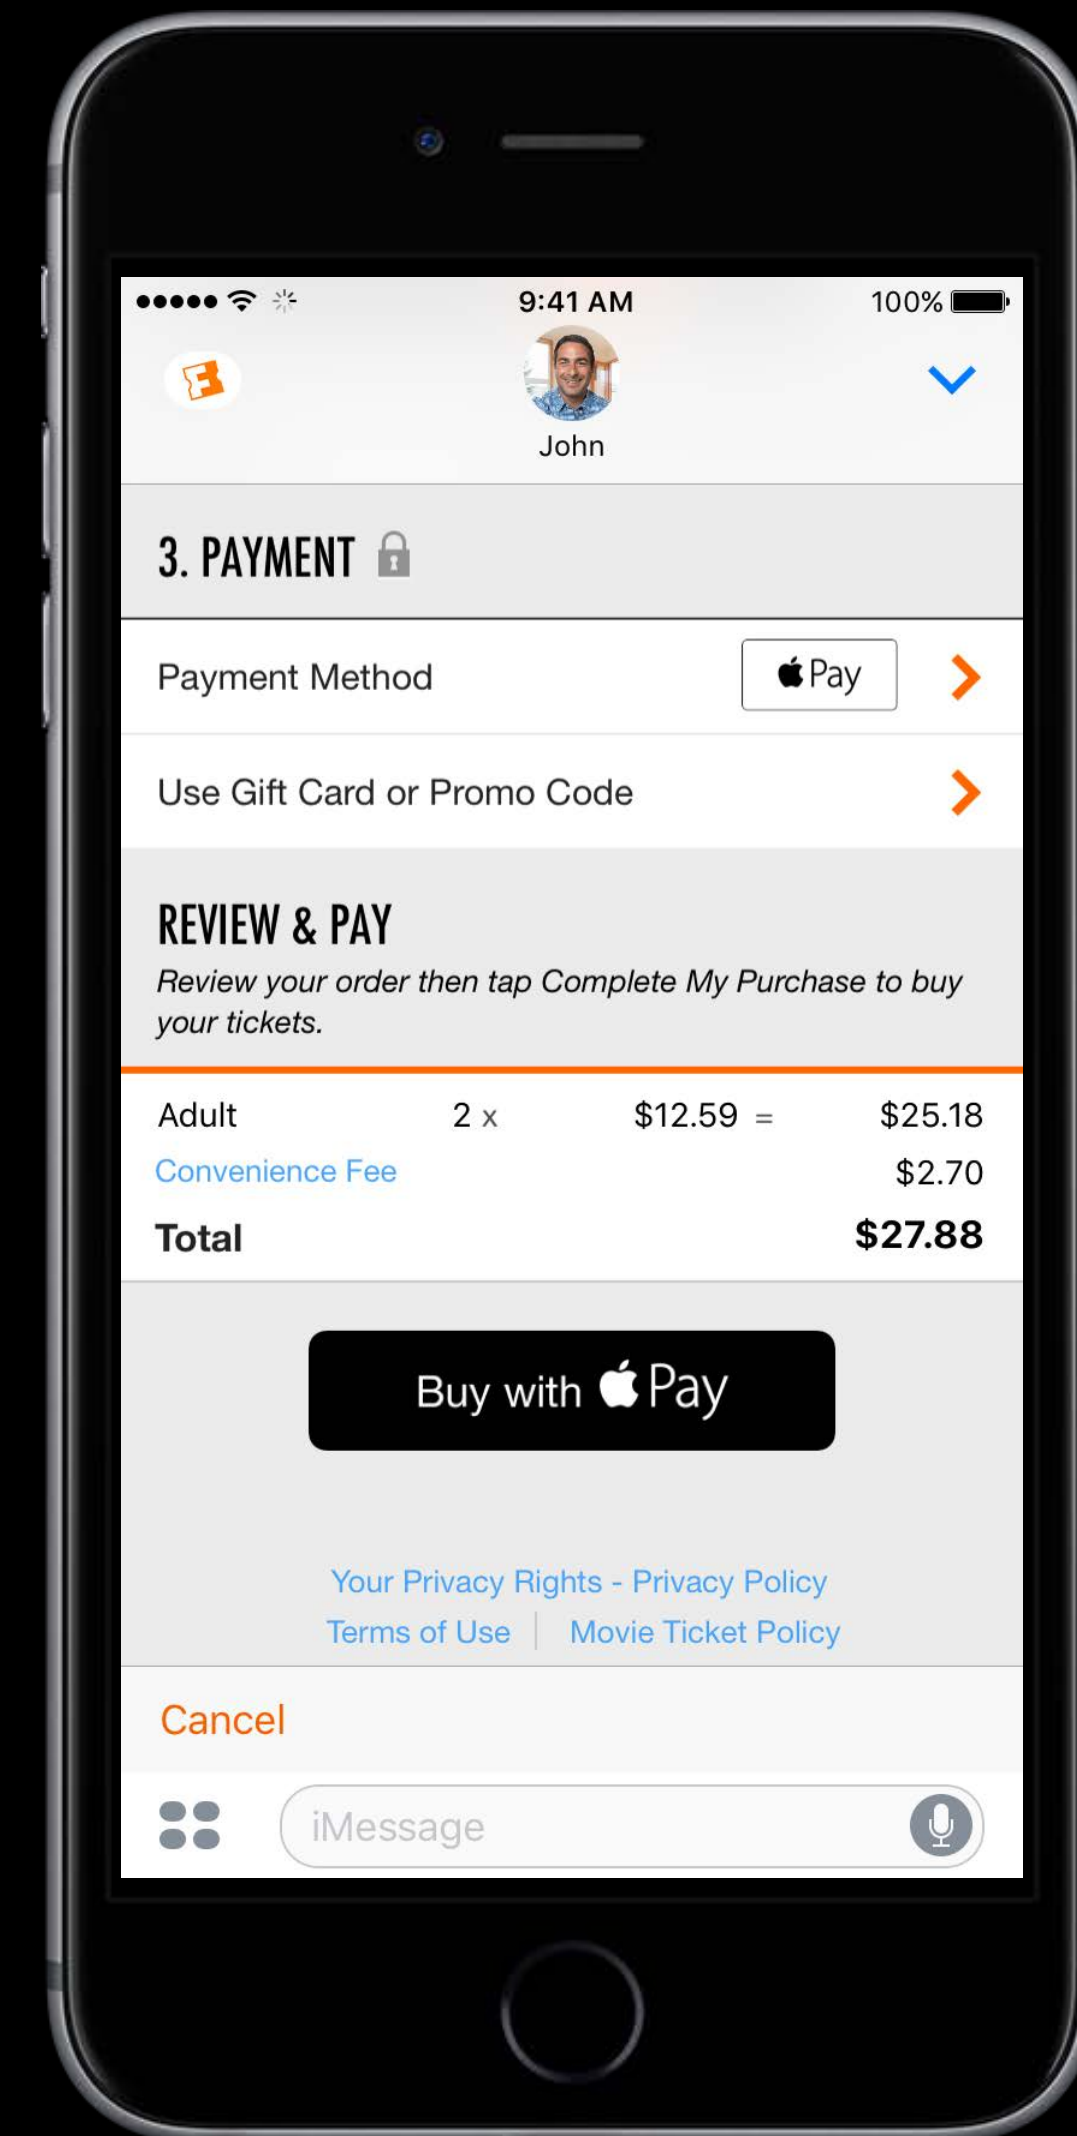 9:41 AM
100%
John
3. PAYMENT
Payment Method
Pay
Use Gift Card or Promo Code
REVIEW & PAY
Review your order then tap Complete My Purchase to buy
your tickets.
Adult 2 x $12.59 = $25.18
Convenience Fee $2.70
Total $27.88
Buy with Pay
Your Privacy Rights - Privacy Policy
Terms of Use | Movie Ticket Policy
Cancel
iMessage